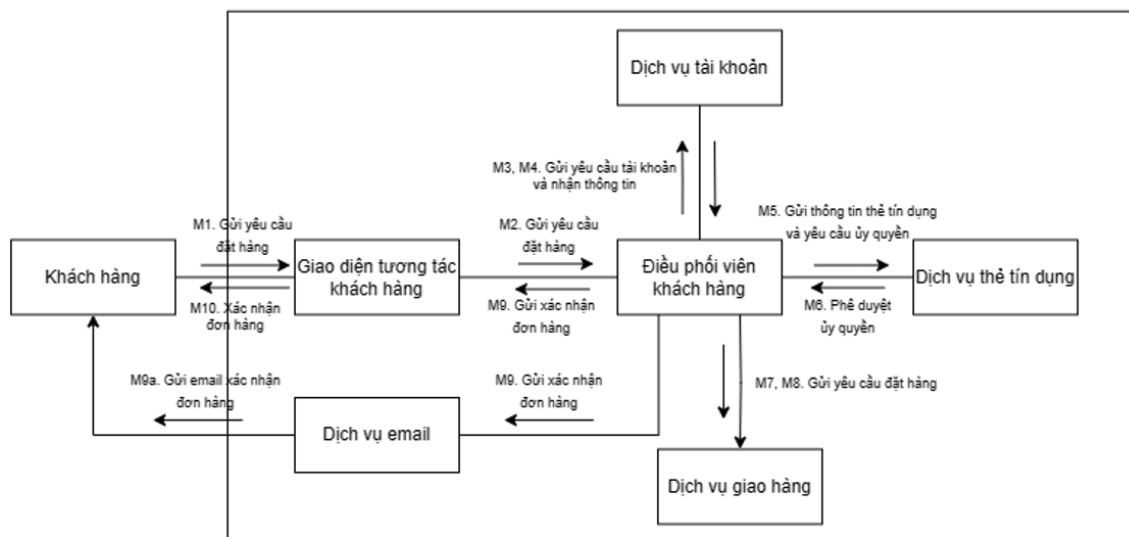 Dịch vụ tài khoản
M3, M4. Gửi yêu cầu tài khoản
và nhận thông tin
M1. Gửi yêu cầu
đặt hàng
M2. Gửi yêu cầu
đặt hàng
M5. Gửi thông tin thẻ tín dụng
và yêu cầu ủy quyền
Khách hàng
Giao diện tương tác
khách hàng
Điều phối viên
khách hàng
Dịch vụ thẻ tín dụng
M10. Xác nhận
đơn hàng
M9. Gửi xác nhận
đơn hàng
M6. Phê duyệt
ủy quyền
M9a. Gửi email xác nhận
đơn hàng
M9. Gửi xác nhận
đơn hàng
M7, M8. Gửi yêu cầu đặt hàng
Dịch vụ email
Dịch vụ giao hàng